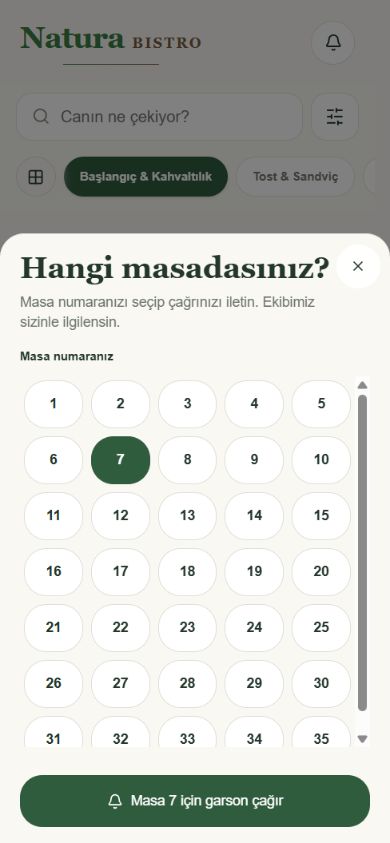 Natura BISTRO
Canın ne çekiyor?
Başlangıç & Kahvaltılık
Tost & Sandviç
Hangi masadasınız?
Masa numaranızı seçip çağrınızı iletin. Ekibimiz
sizinle ilgilensin.
Masa numaranız
1 2 3 4 5
6 7 8 9 10
11 12 13 14 15
16 17 18 19 20
21 22 23 24 25
26 27 28 29 30
31 32 33 34 35
Masa 7 için garson çağır